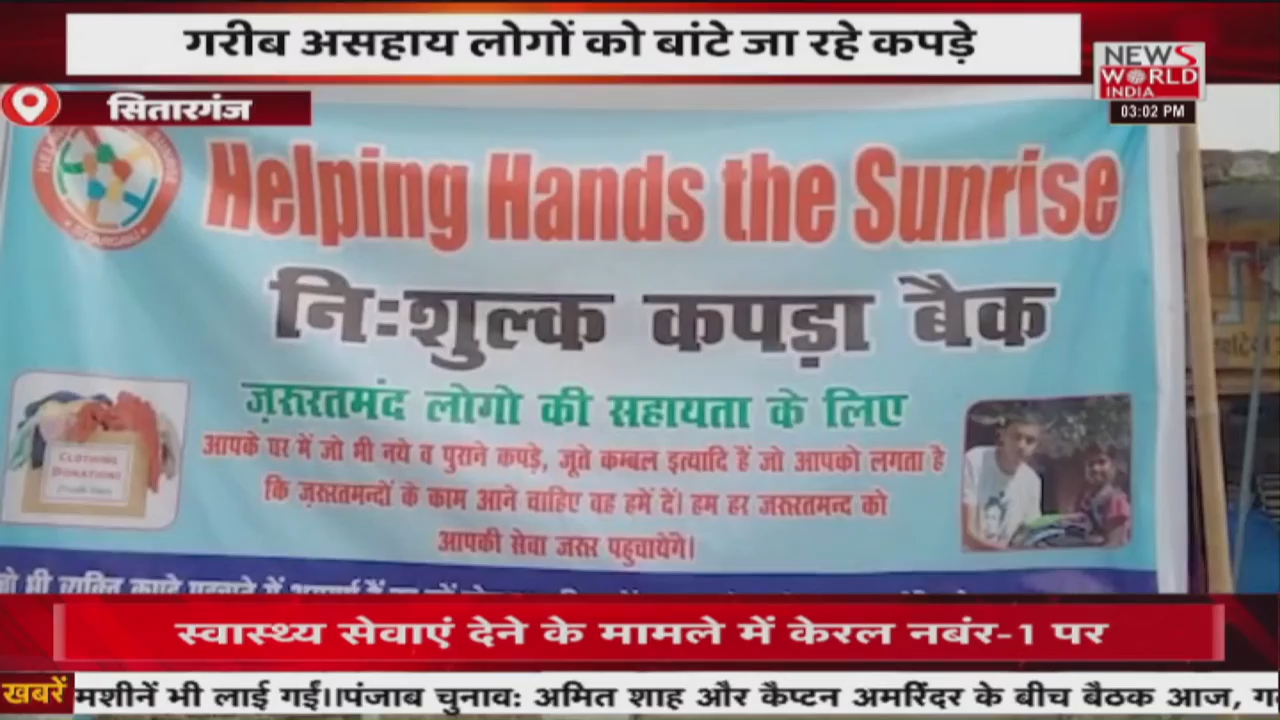 गरीब असहाय लोगों को बांटे जा रहे कपड़े
NEWS
WORLD
INDIA
03:02 PM
सितारगंज
Helping Hands the Sunrise
नि:शुल्क कपड़ा बैक
ज़रूरतमंद लोगो की सहायता के लिए
आपके घर में जो भी नये व पुराने कपड़े, जूते कम्बल इत्यादि हैं जो आपको लगता है
कि ज़रूरतमन्दों के काम आने चाहिए वह हमें दें। हम हर जरूरतमन्द को
आपकी सेवा जरूर पहुचायेगें।
CLOTHING
DONATIONS
स्वास्थ्य सेवाएं देने के मामले में केरल नबंर-1 पर
खबरें मशीनें भी लाई गईं।।पंजाब चुनाव: अमित शाह और कैप्टन अमरिंदर के बीच बैठक आज, ग